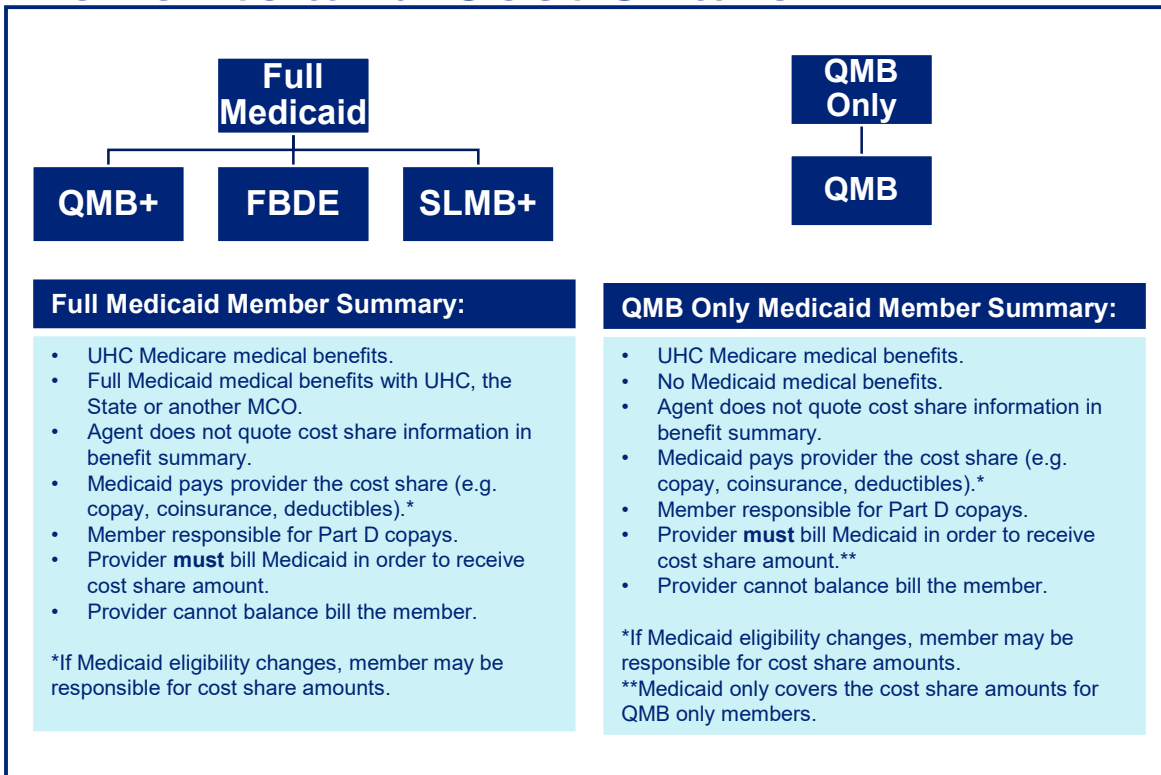 Full
Medicaid
QMB+
FBDE
SLMB+
QMB
Only
QMB
Full Medicaid Member Summary:
• UHC Medicare medical benefits.
• Full Medicaid medical benefits with UHC, the
State or another MCO.
• Agent does not quote cost share information in
benefit summary.
• Medicaid pays provider the cost share (e.g.
copay, coinsurance, deductibles).*
• Member responsible for Part D copays.
• Provider must bill Medicaid in order to receive
cost share amount.
• Provider cannot balance bill the member.
*If Medicaid eligibility changes, member may be
responsible for cost share amounts.
QMB Only Medicaid Member Summary:
• UHC Medicare medical benefits.
• No Medicaid medical benefits.
• Agent does not quote cost share information in
benefit summary.
• Medicaid pays provider the cost share (e.g.
copay, coinsurance, deductibles).*
• Member responsible for Part D copays.
• Provider must bill Medicaid in order to receive
cost share amount.**
• Provider cannot balance bill the member.
*If Medicaid eligibility changes, member may be
responsible for cost share amounts.
**Medicaid only covers the cost share amounts for
QMB only members.